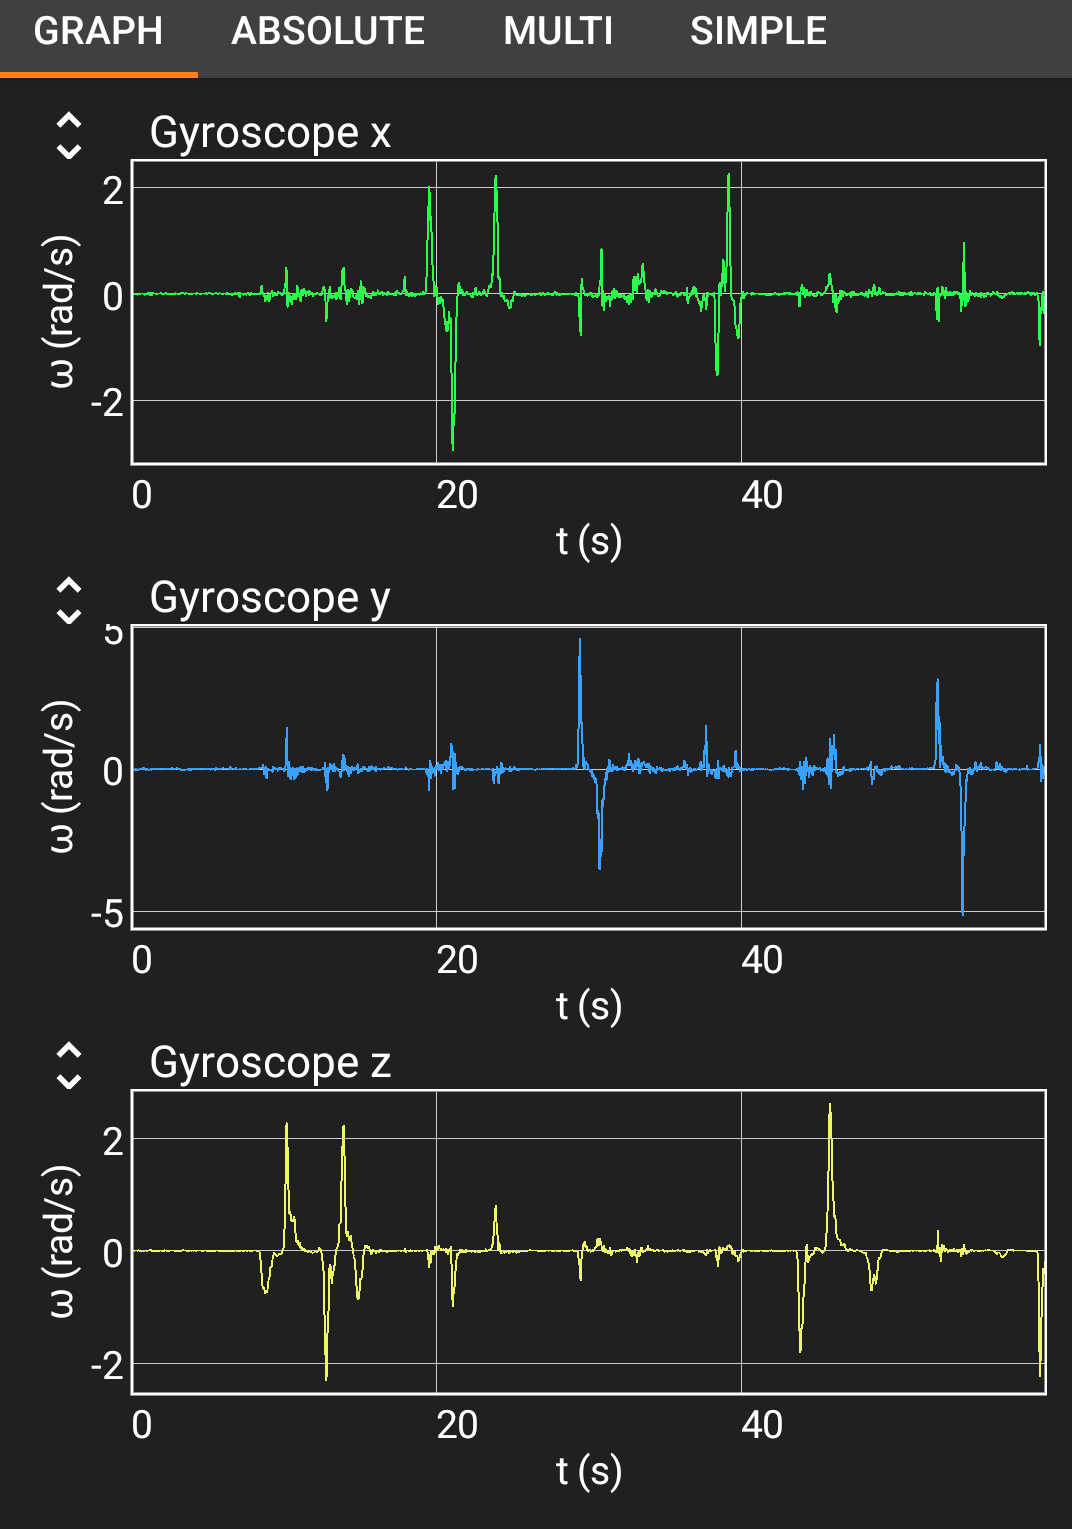 GRAPH ABSOLUTE MULTI SIMPLE
Gyroscope x
2
0
-2
ω (rad/s)
0 20 40
t (s)
Gyroscope y
5
0
-5
ω (rad/s)
0 20 40
t (s)
Gyroscope z
2
0
-2
ω (rad/s)
0 20 40
t (s)